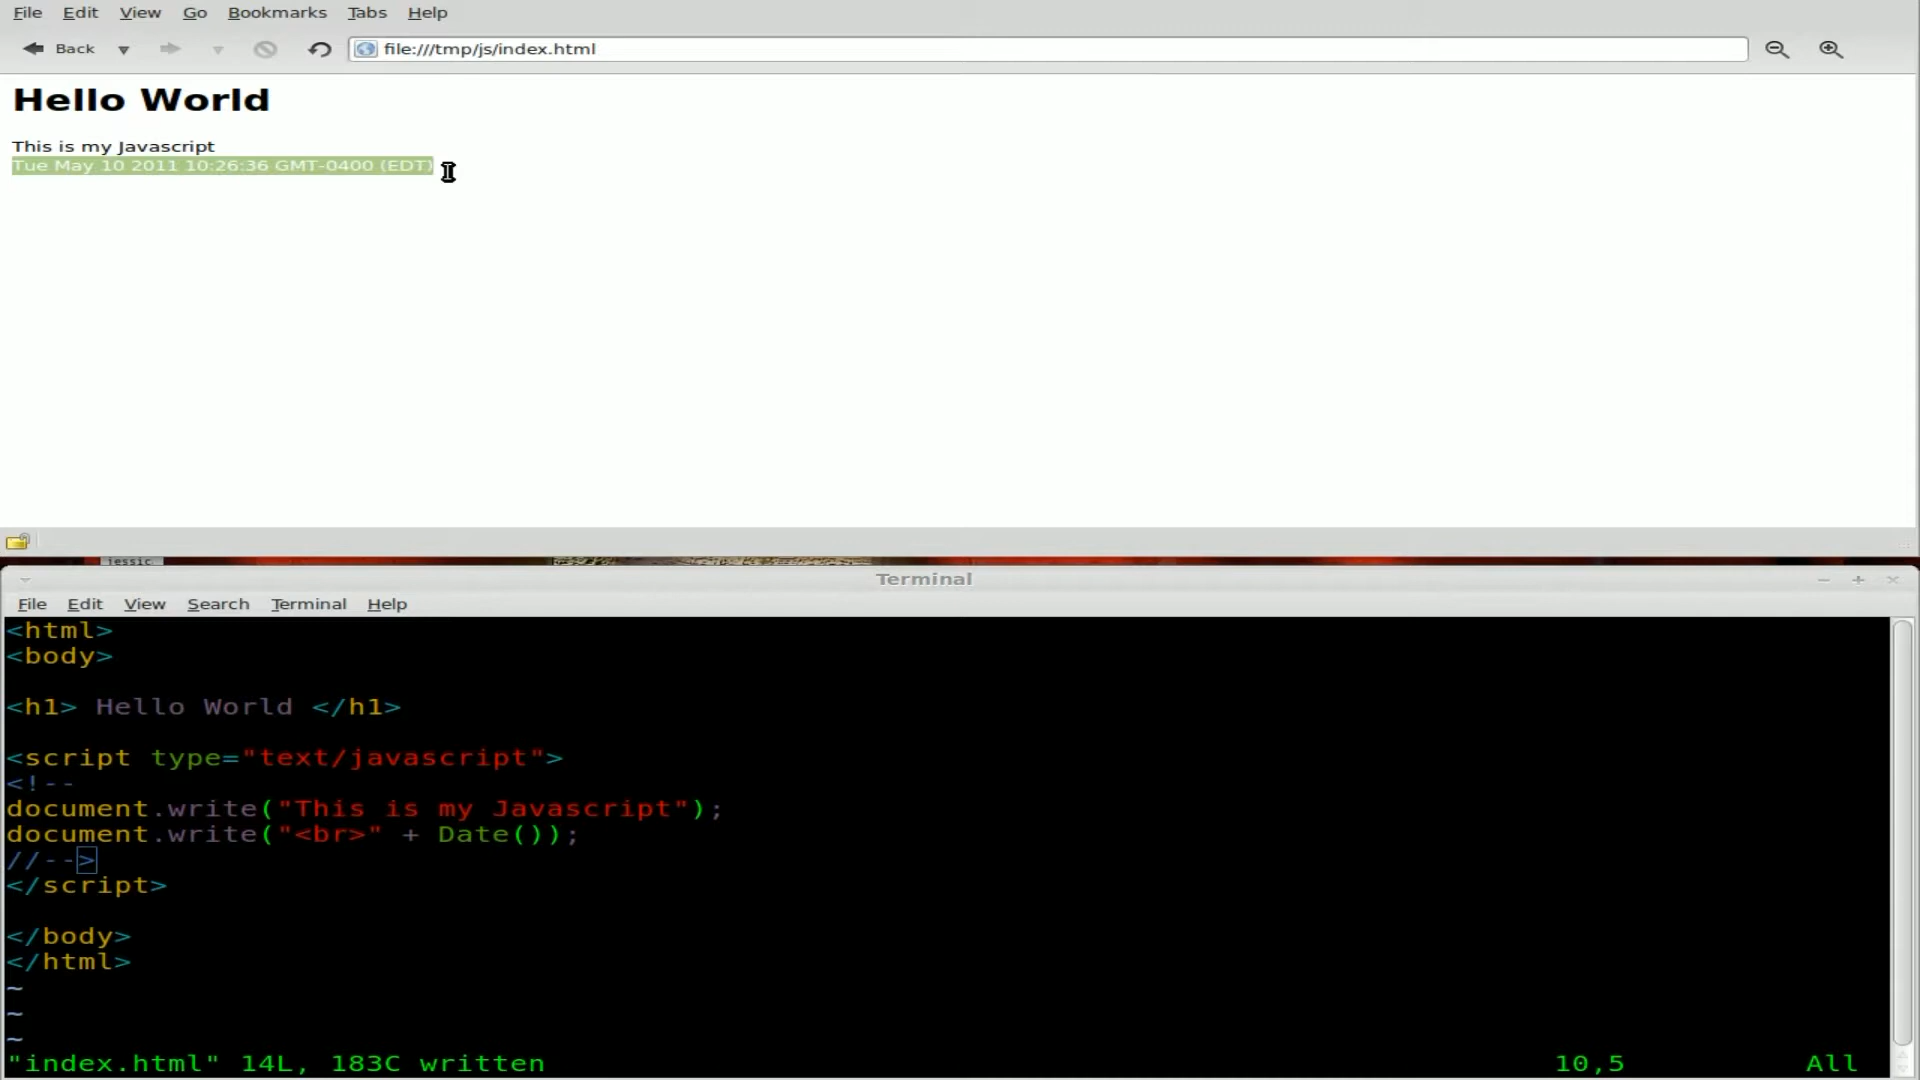 File Edit View Go Bookmarks Tabs Help
Back file:///tmp/js/index.html
Hello World
This is my Javascript
Tue May 10 2011 10:26:36 GMT-0400 (EDT)
jessic
Terminal
File Edit View Search Terminal Help
<html>
<body>
<h1> Hello World </h1>
<script type="text/javascript">
<!--
document.write("This is my Javascript");
document.write("<br>" + Date());
//-->
</script>
</body>
</html>
~
~
~
"index.html" 14L, 183C written 10,5 All